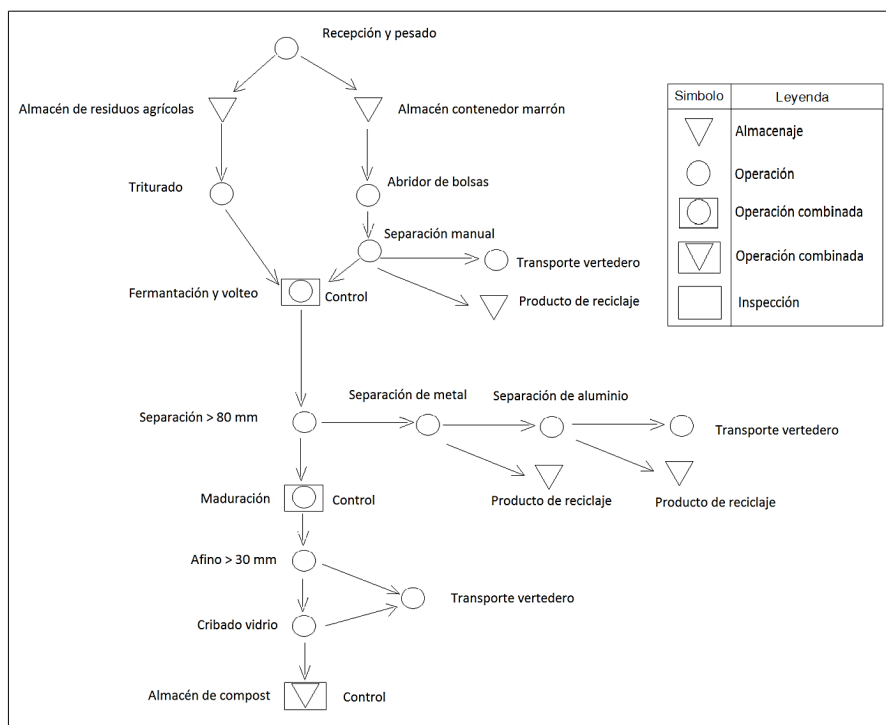 Recepción y pesado
Almacén de residuos agrícolas
Almacén contenedor marrón
Triturado
Abridor de bolsas
Separación manual
Transporte vertedero
Fermantación y volteo
Control
Producto de reciclaje
Separación de metal
Separación de aluminio
Separación > 80 mm
Transporte vertedero
Maduración
Control
Producto de reciclaje
Producto de reciclaje
Afino > 30 mm
Transporte vertedero
Cribado vidrio
Almacén de compost
Control
Simbolo
Leyenda
Almacenaje
Operación
Operación combinada
Operación combinada
Inspección